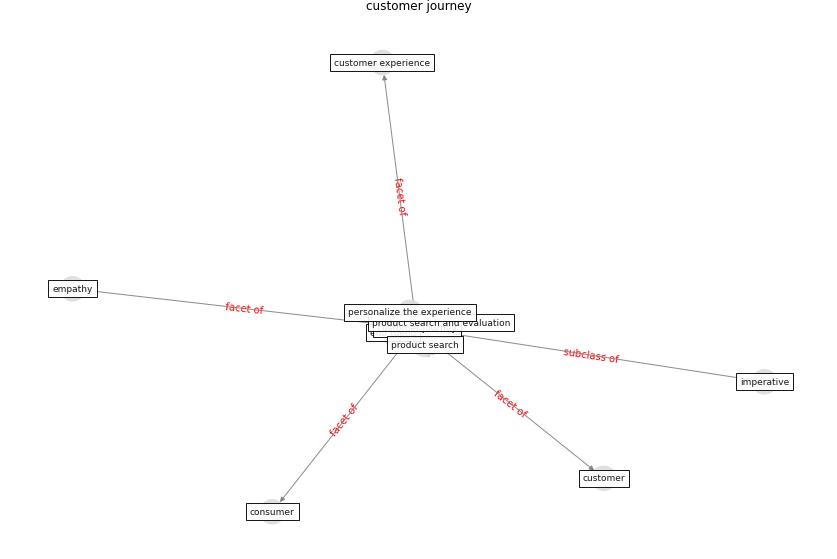 customer journey
customer experience
facet of
empathy
facet of
personalize the experience
product search and evaluation
product search
subclass of
imperative
facet of
facet of
customer
consumer